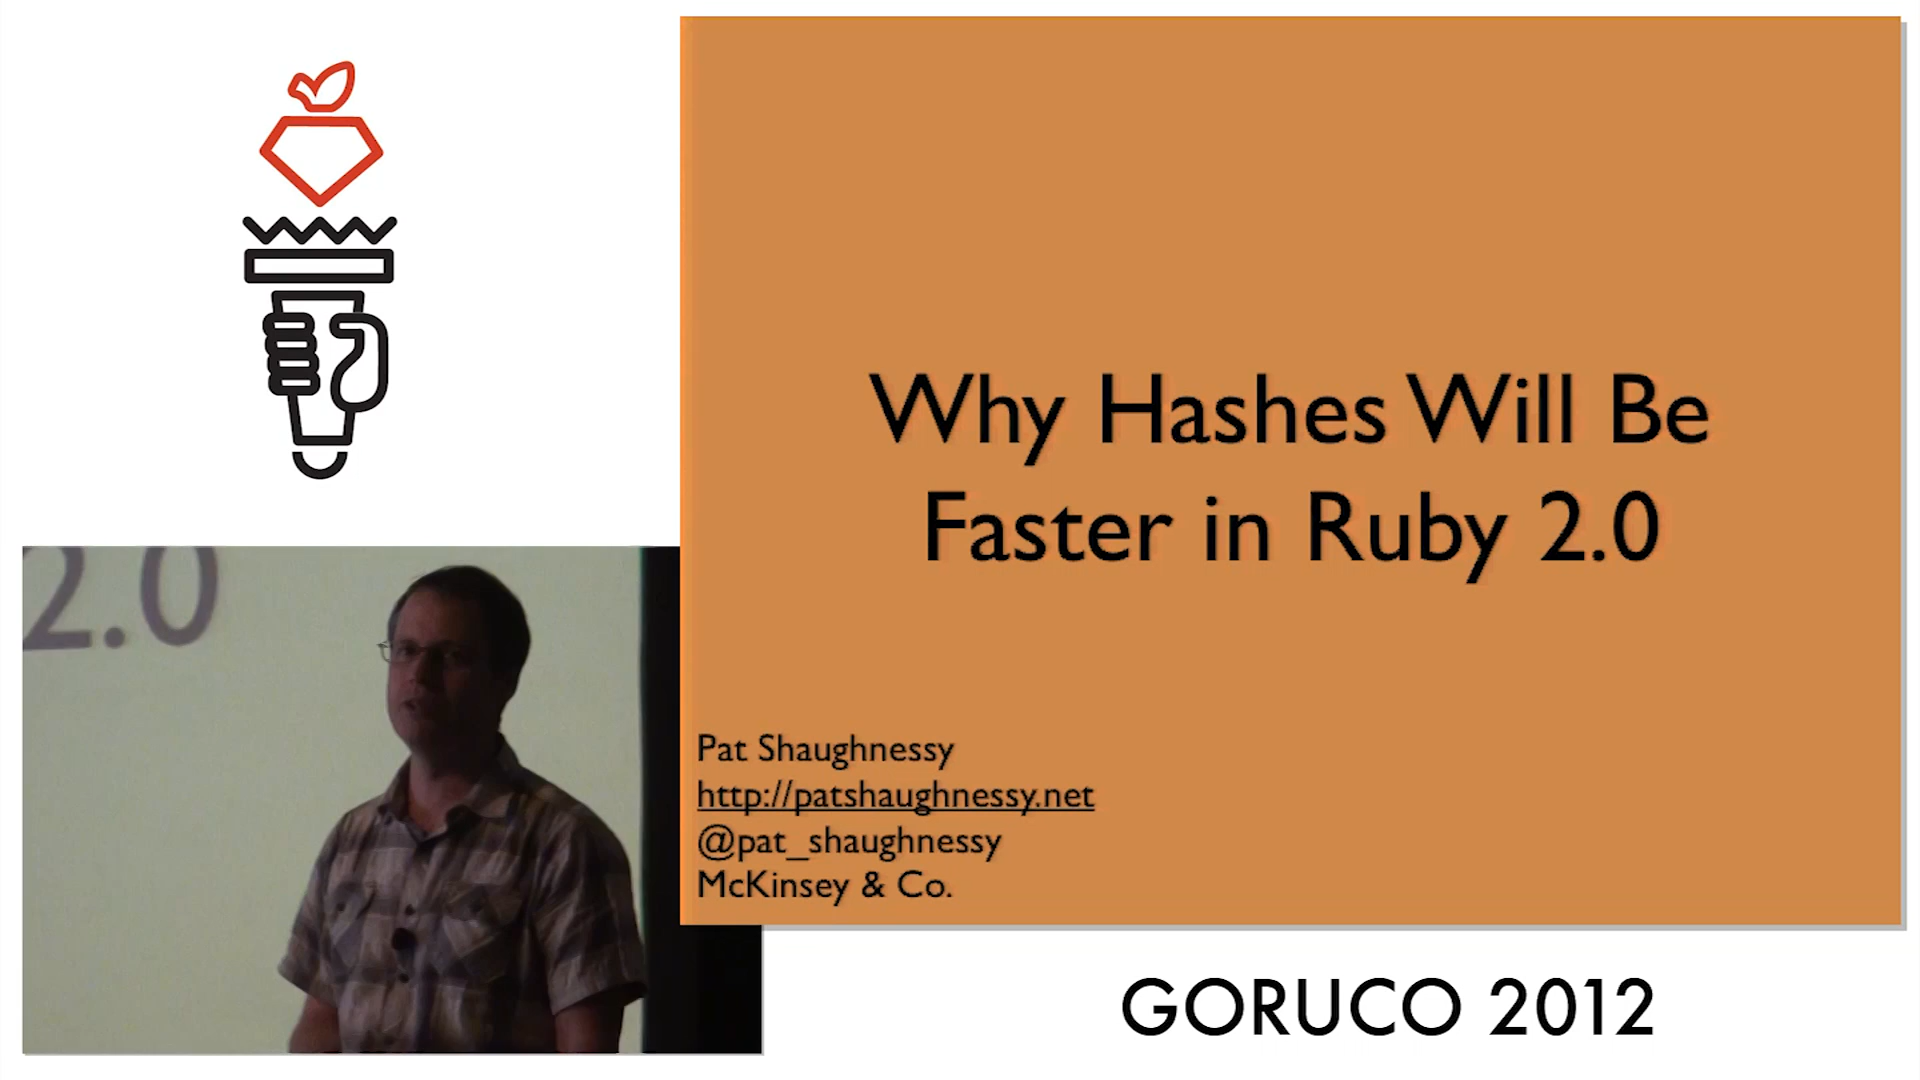 Why Hashes Will Be
Faster in Ruby 2.0
Pat Shaughnessy
http://patshaughnessy.net
@pat_shaughnessy
McKinsey & Co.
2.0
GORUCO 2012